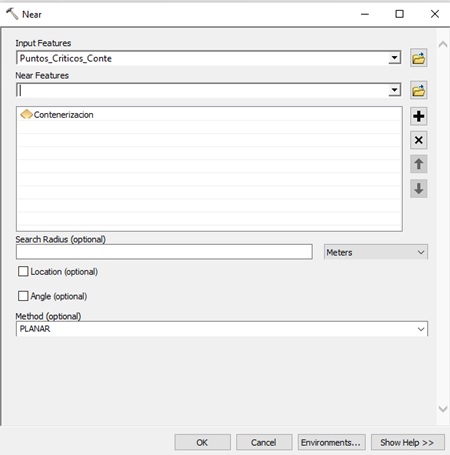 Near
Input Features
Puntos_Criticos_Conte
Near Features
Contenerizacion
Search Radius (optional)
Meters
Location (optional)
Angle (optional)
Method (optional)
PLANAR
OK
Cancel
Environments...
Show Help >>